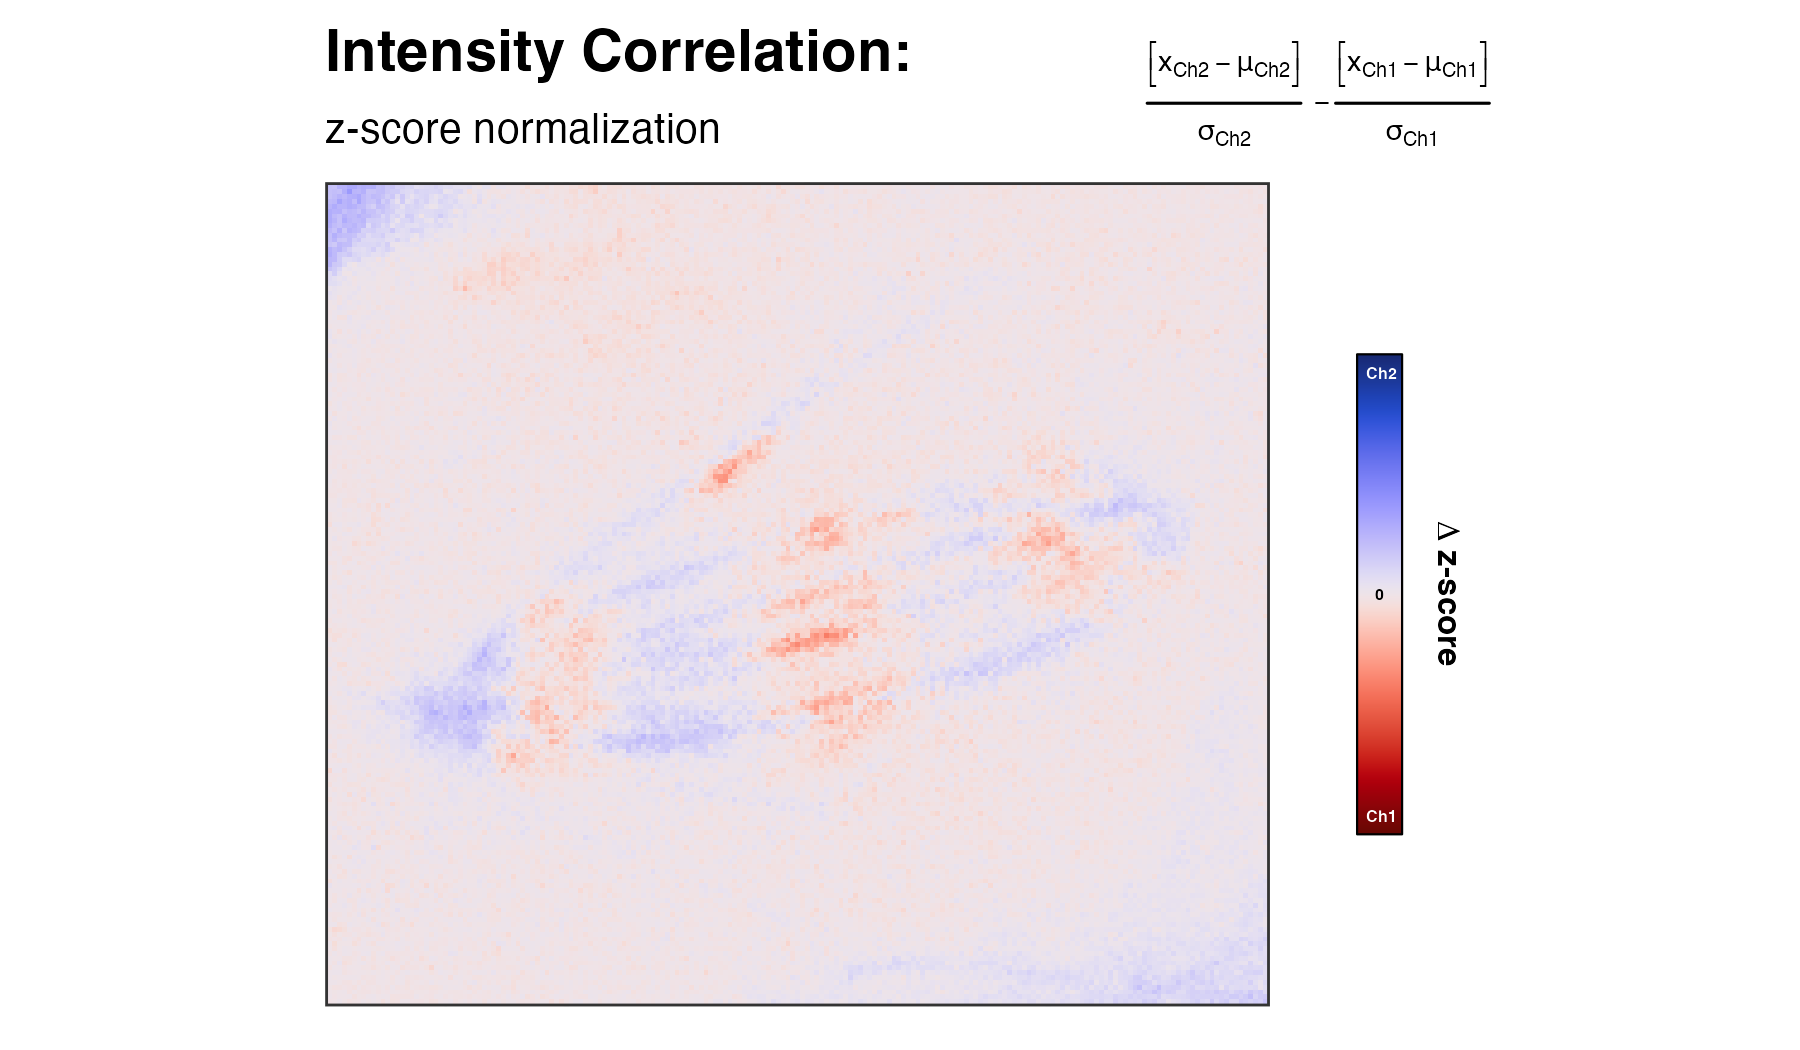 Intensity Correlation:
z-score normalization
[xCh2 – μCh2] [xCh1 – μCh1]
–
σCh2 σCh1
Ch2
0
Ch1
Δ z-score